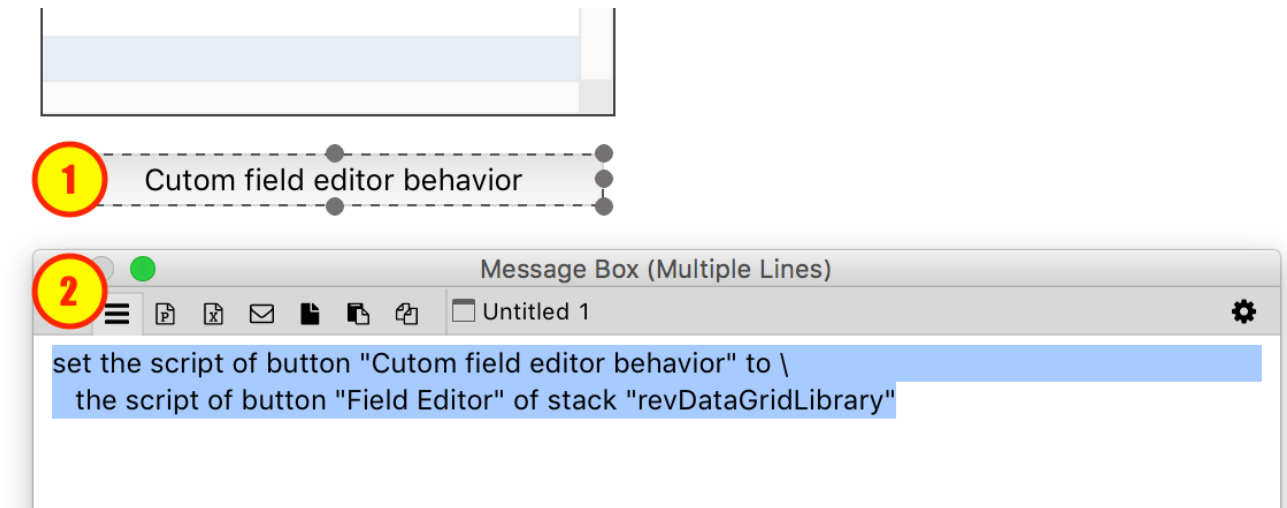 1
Cutom field editor behavior
2
Message Box (Multiple Lines)
Untitled 1
set the script of button "Cutom field editor behavior" to \
the script of button "Field Editor" of stack "revDataGridLibrary"